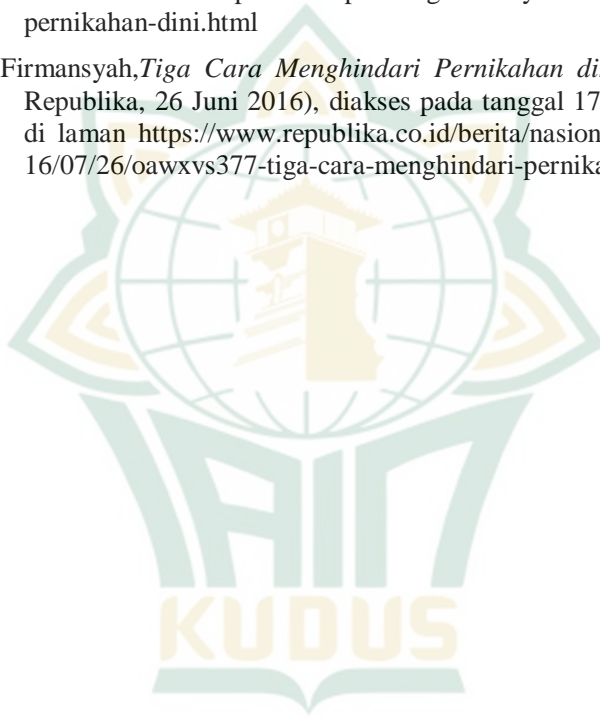 pernikahan-dini.html
Firmansyah,Tiga Cara Menghindari Pernikahan
Republika, 26 Juni 2016), diakses pada tanggal 17
di laman https://www.republika.co.id/berita/nasion
16/07/26/oawxvs377-tiga-cara-menghindari-pernika
IAIN
KUDUS